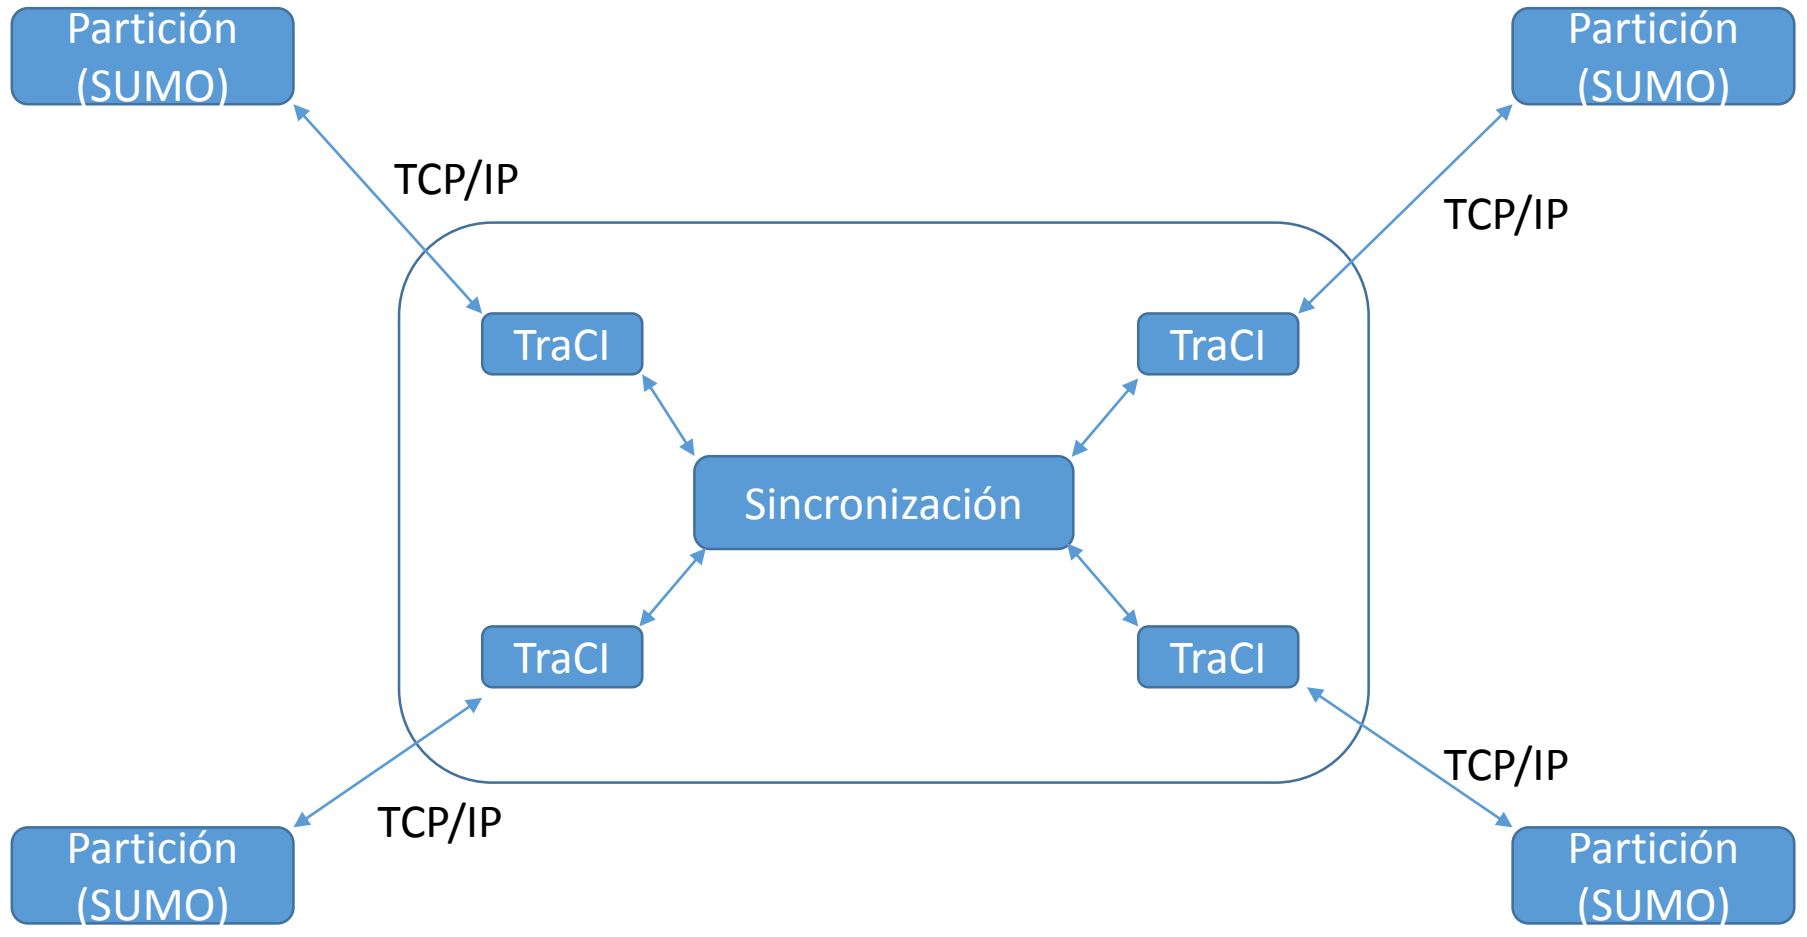 Partición
(SUMO)
Partición
(SUMO)
TCP/IP
TCP/IP
TraCI
TraCI
Sincronización
TraCI
TraCI
TCP/IP
TCP/IP
Partición
(SUMO)
Partición
(SUMO)